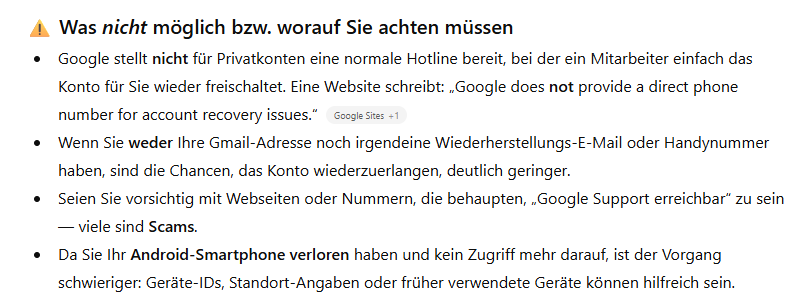 ⚠️ Was nicht möglich bzw. worauf Sie achten müssen
• Google stellt nicht für Privatkonten eine normale Hotline bereit, bei der ein Mitarbeiter einfach das
Konto für Sie wieder freischaltet. Eine Website schreibt: „Google does not provide a direct phone
number for account recovery issues.“ Google Sites +1
• Wenn Sie weder Ihre Gmail-Adresse noch irgendeine Wiederherstellungs-E-Mail oder Handynummer
haben, sind die Chancen, das Konto wiederzuerlangen, deutlich geringer.
• Seien Sie vorsichtig mit Webseiten oder Nummern, die behaupten, „Google Support erreichbar“ zu sein
— viele sind Scams.
• Da Sie Ihr Android-Smartphone verloren haben und kein Zugriff mehr darauf, ist der Vorgang
schwieriger: Geräte-IDs, Standort-Angaben oder früher verwendete Geräte können hilfreich sein.